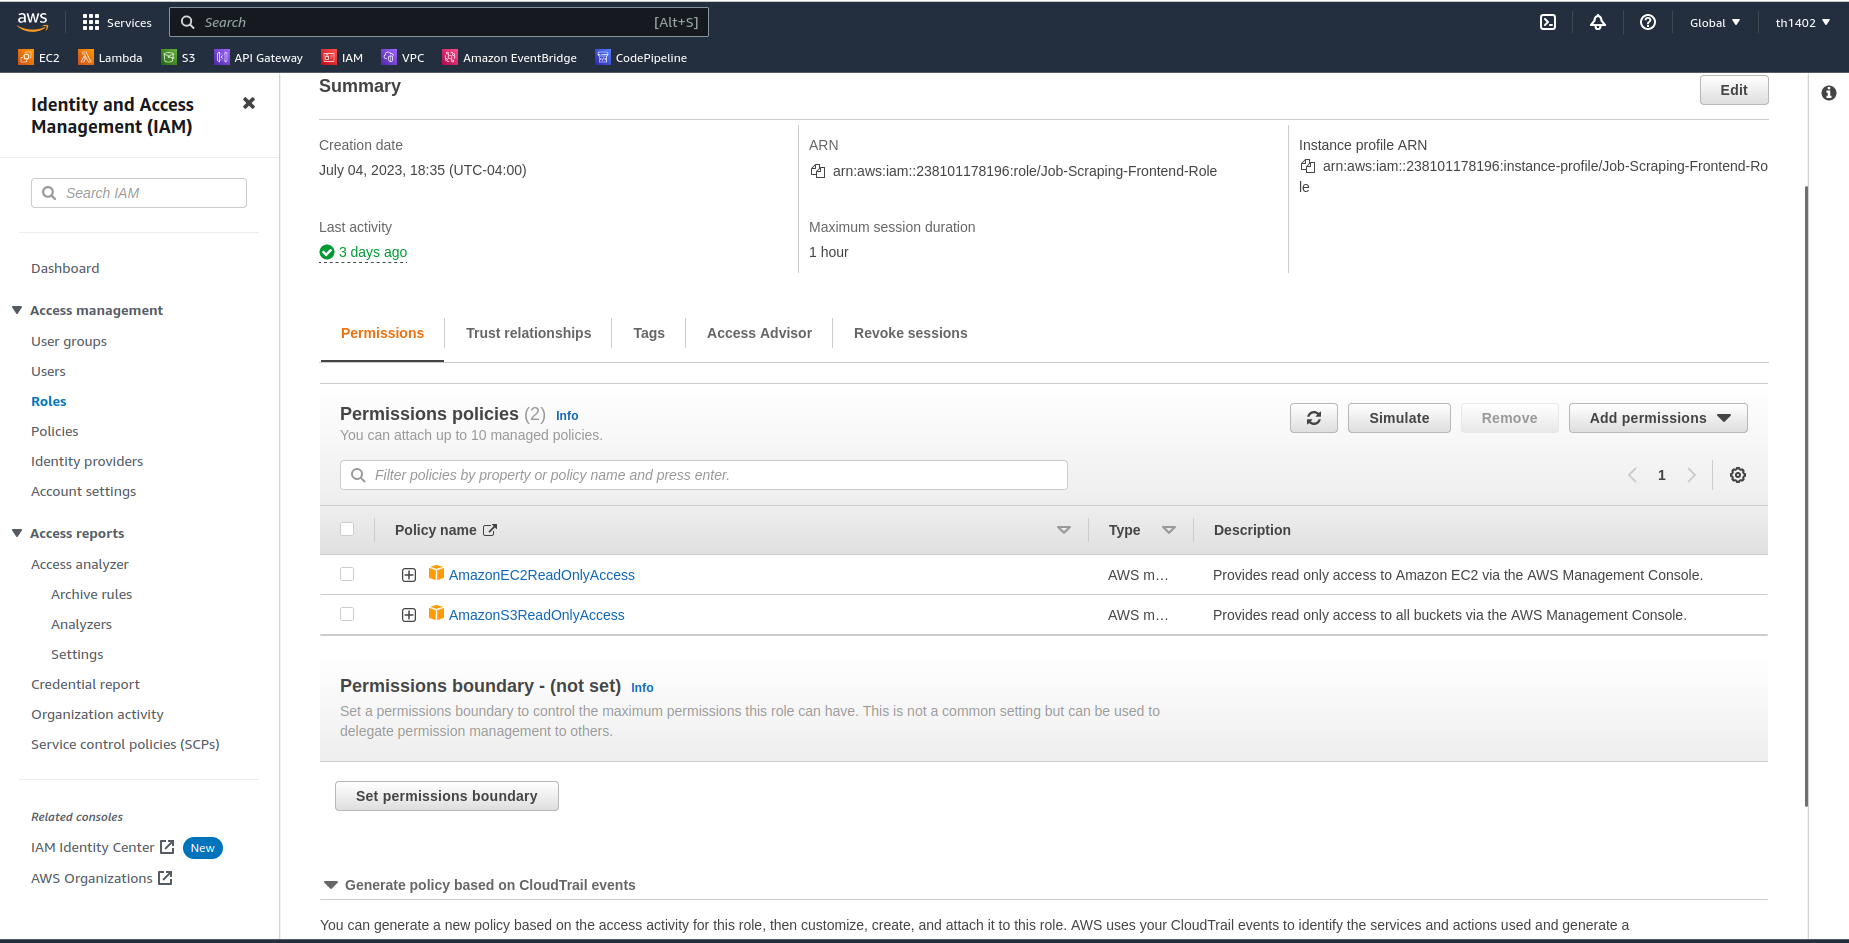 aws
Services
Search
[Alt+S]
Global
th1402
EC2
Lambda
S3
API Gateway
IAM
VPC
Amazon EventBridge
CodePipeline
Identity and Access
Management (IAM)
Search IAM
Dashboard
Access management
User groups
Users
Roles
Policies
Identity providers
Account settings
Access reports
Access analyzer
Archive rules
Analyzers
Settings
Credential report
Organization activity
Service control policies (SCPs)
Related consoles
IAM Identity Center
New
AWS Organizations
Summary
Edit
Creation date
July 04, 2023, 18:35 (UTC-04:00)
ARN
arn:aws:iam::238101178196:role/Job-Scraping-Frontend-Role
Instance profile ARN
arn:aws:iam::238101178196:instance-profile/Job-Scraping-Frontend-Ro
le
Last activity
3 days ago
Maximum session duration
1 hour
Permissions
Trust relationships
Tags
Access Advisor
Revoke sessions
Permissions policies (2) Info
You can attach up to 10 managed policies.
Simulate
Remove
Add permissions
Filter policies by property or policy name and press enter.
1
Policy name
Type
Description
AmazonEC2ReadOnlyAccess
AWS m…
Provides read only access to Amazon EC2 via the AWS Management Console.
AmazonS3ReadOnlyAccess
AWS m…
Provides read only access to all buckets via the AWS Management Console.
Permissions boundary - (not set) Info
Set a permissions boundary to control the maximum permissions this role can have. This is not a common setting but can be used to
delegate permission management to others.
Set permissions boundary
Generate policy based on CloudTrail events
You can generate a new policy based on the access activity for this role, then customize, create, and attach it to this role. AWS uses your CloudTrail events to identify the services and actions used and generate a